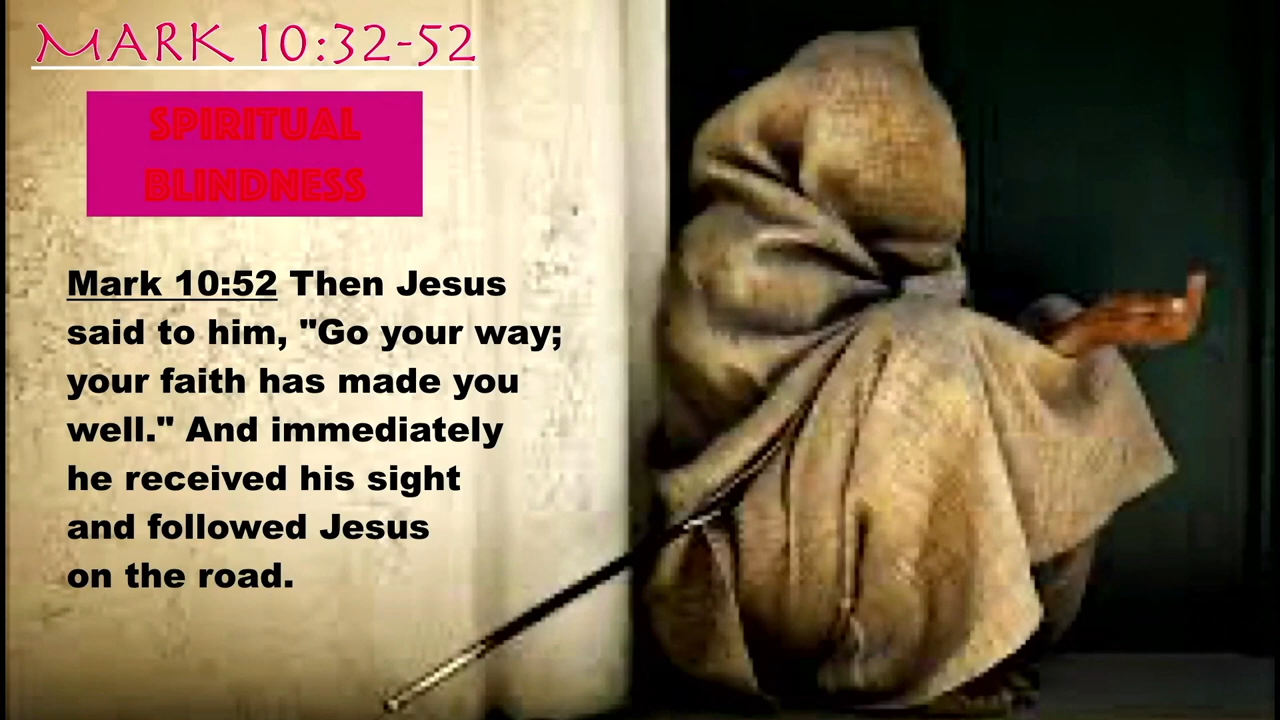 MARK 10:32-52
SPIRITUAL
BLINDNESS
Mark 10:52 Then Jesus
said to him, "Go your way;
your faith has made you
well." And immediately
he received his sight
and followed Jesus
on the road.